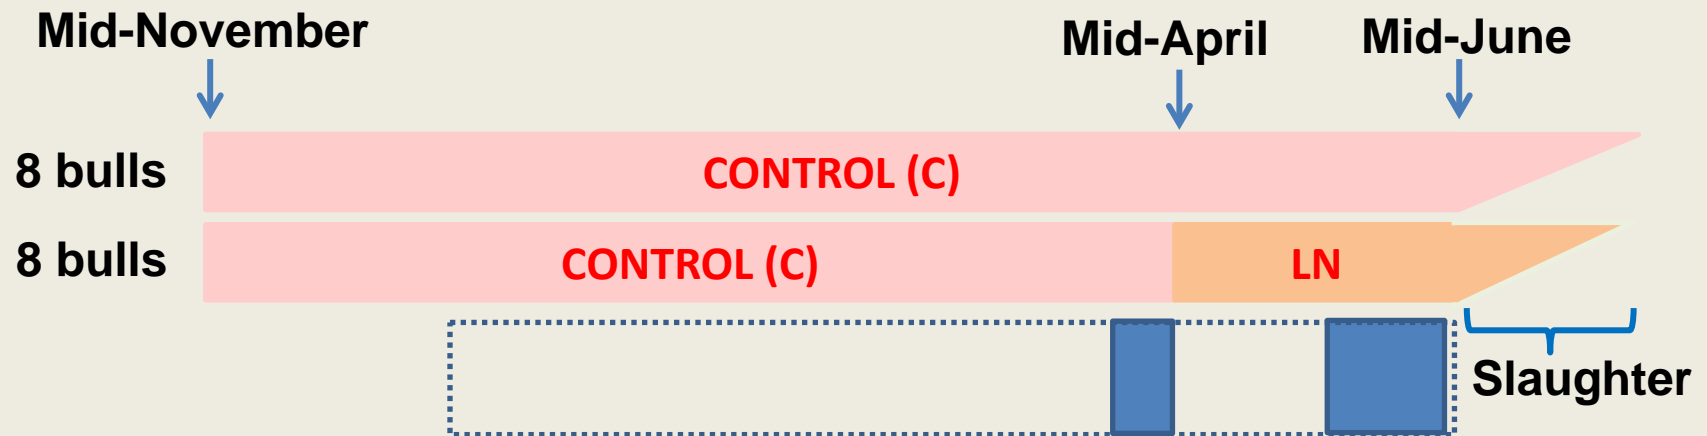 Mid-November
Mid-April
Mid-June
8 bulls
CONTROL (C)
8 bulls
CONTROL (C)
LN
Slaughter